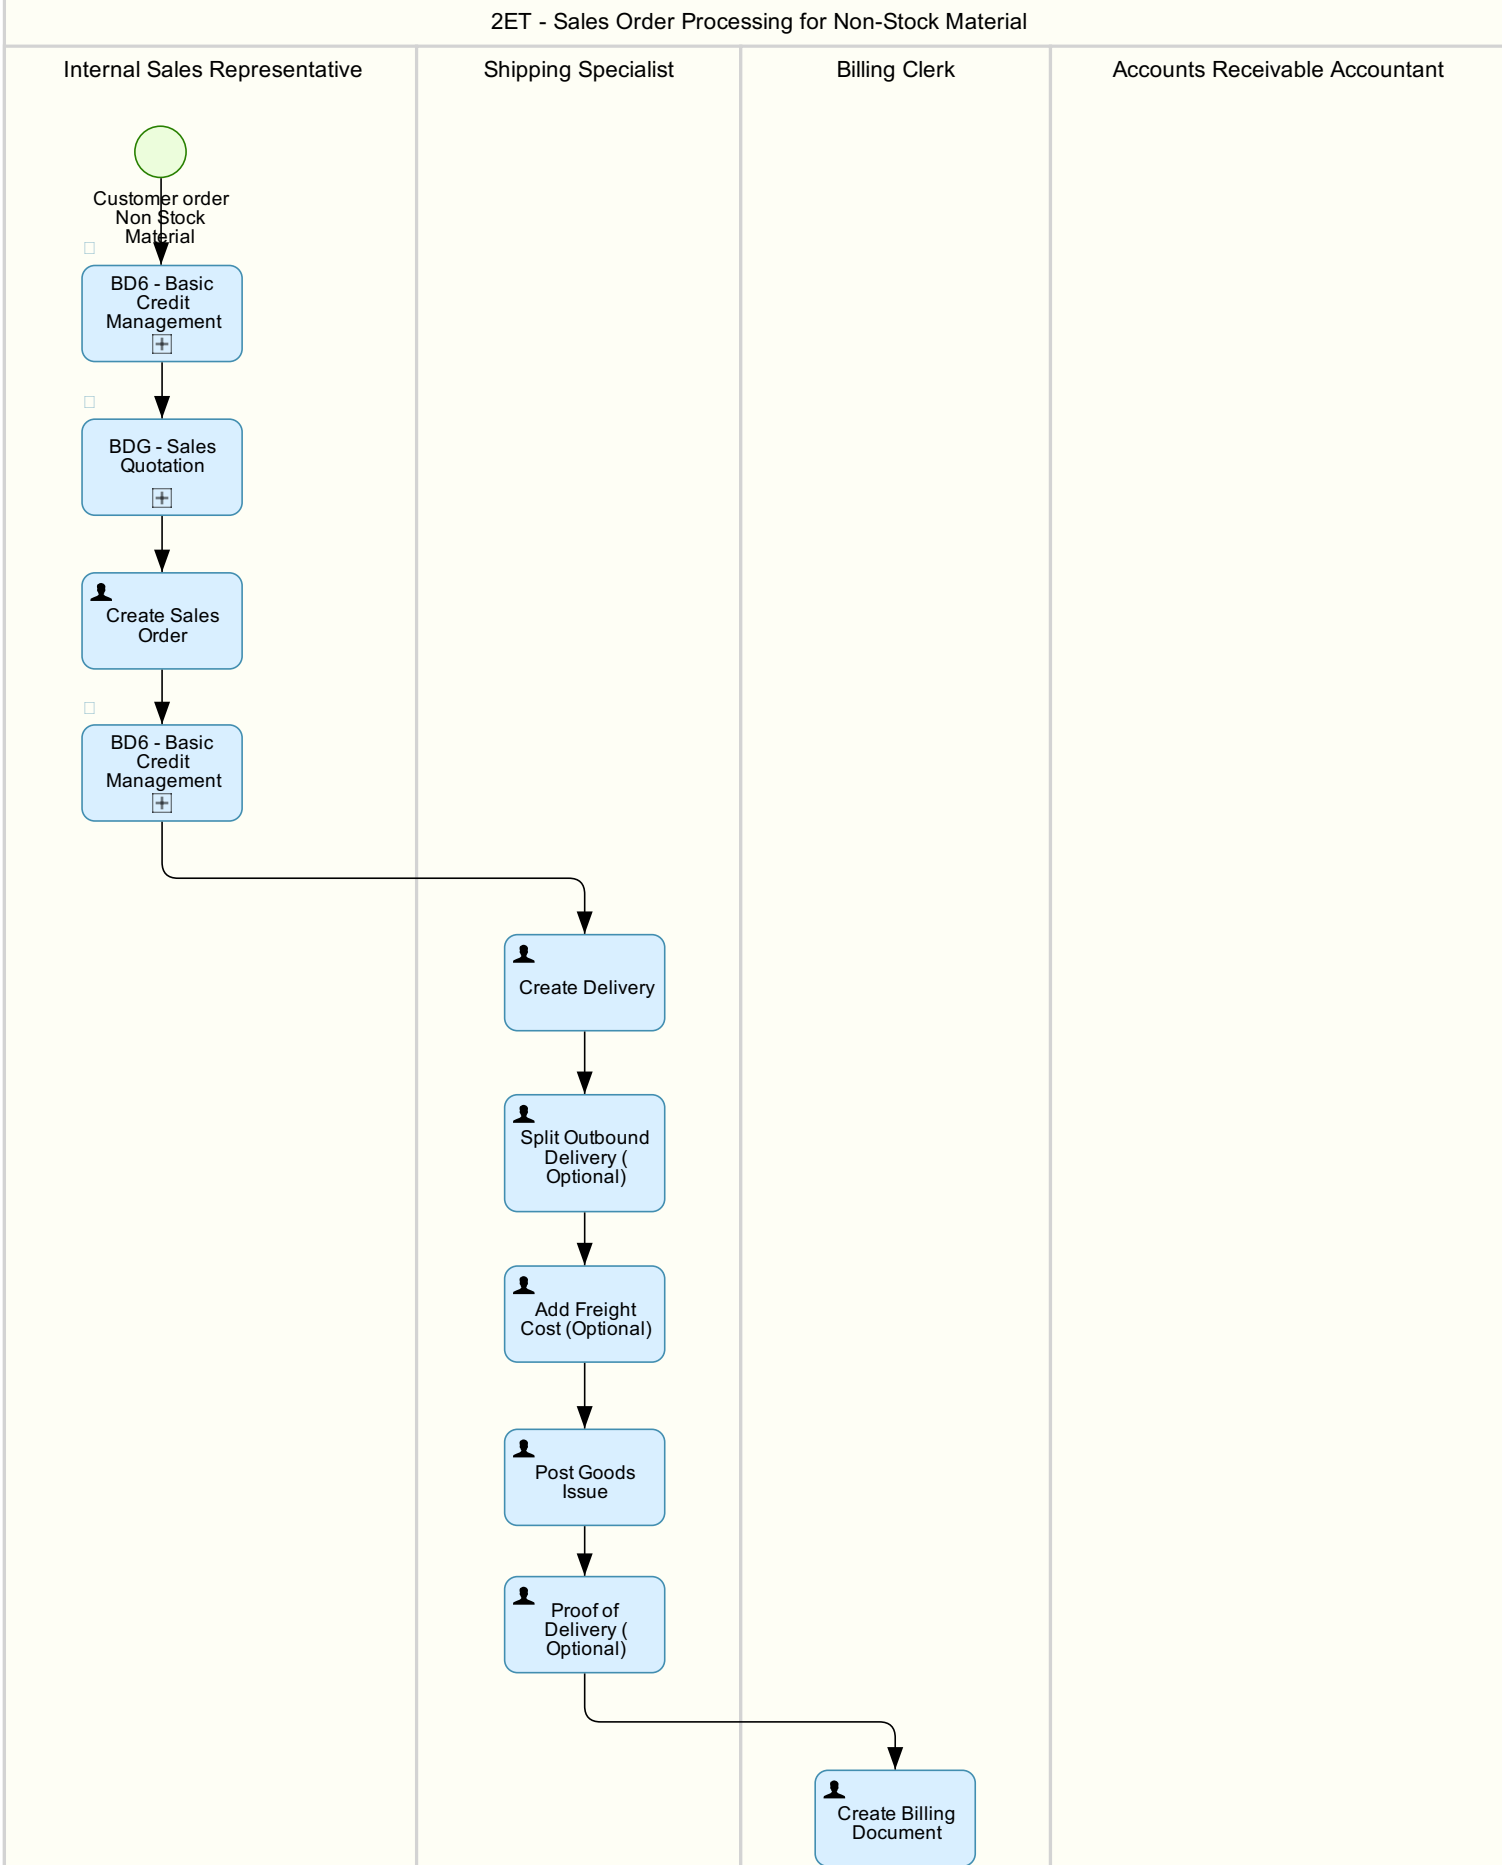 2ET - Sales Order Processing for Non-Stock Material
Internal Sales Representative
Shipping Specialist
Billing Clerk
Accounts Receivable Accountant
Customer order
Non Stock
Material
BD6 - Basic
Credit
Management
BDG - Sales
Quotation
Create Sales
Order
BD6 - Basic
Credit
Management
Create Delivery
Split Outbound
Delivery (
Optional)
Add Freight
Cost (Optional)
Post Goods
Issue
Proof of
Delivery (
Optional)
Create Billing
Document